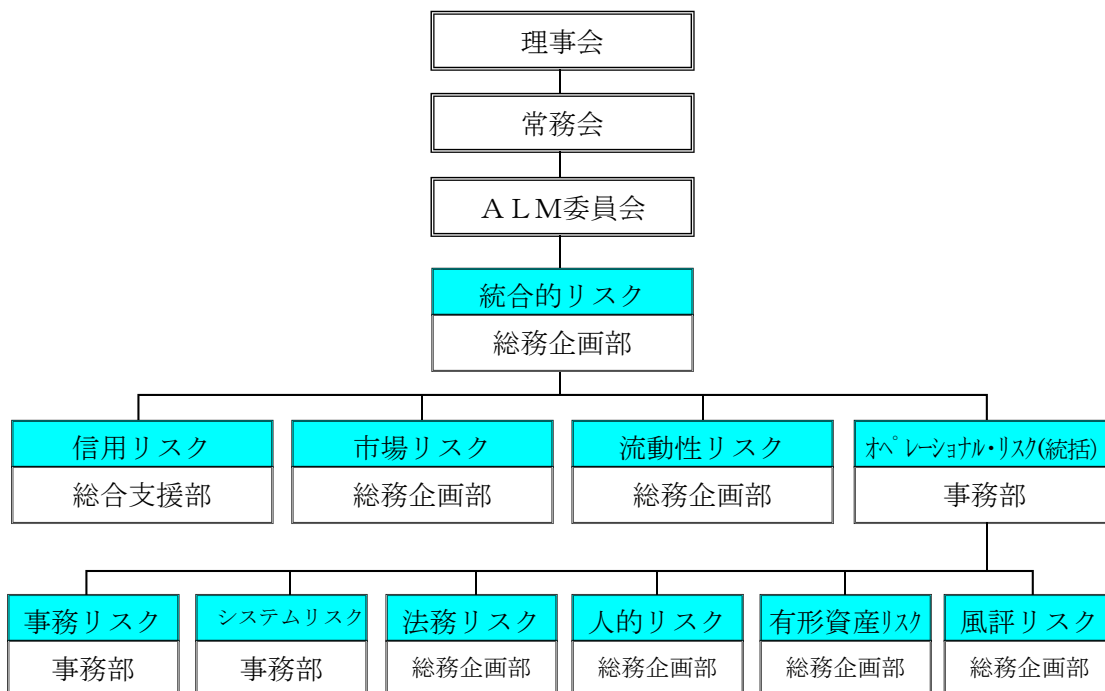 理事会
常務会
ＡＬＭ委員会
統合的リスク
総務企画部
信用リスク
総合支援部
市場リスク
総務企画部
流動性リスク
総務企画部
ｵﾍﾟﾚｰｼｮﾅﾙ・ﾘｽｸ(統括)
事務部
事務リスク
事務部
システムリスク
事務部
法務リスク
総務企画部
人的リスク
総務企画部
有形資産ﾘｽｸ
総務企画部
風評リスク
総務企画部